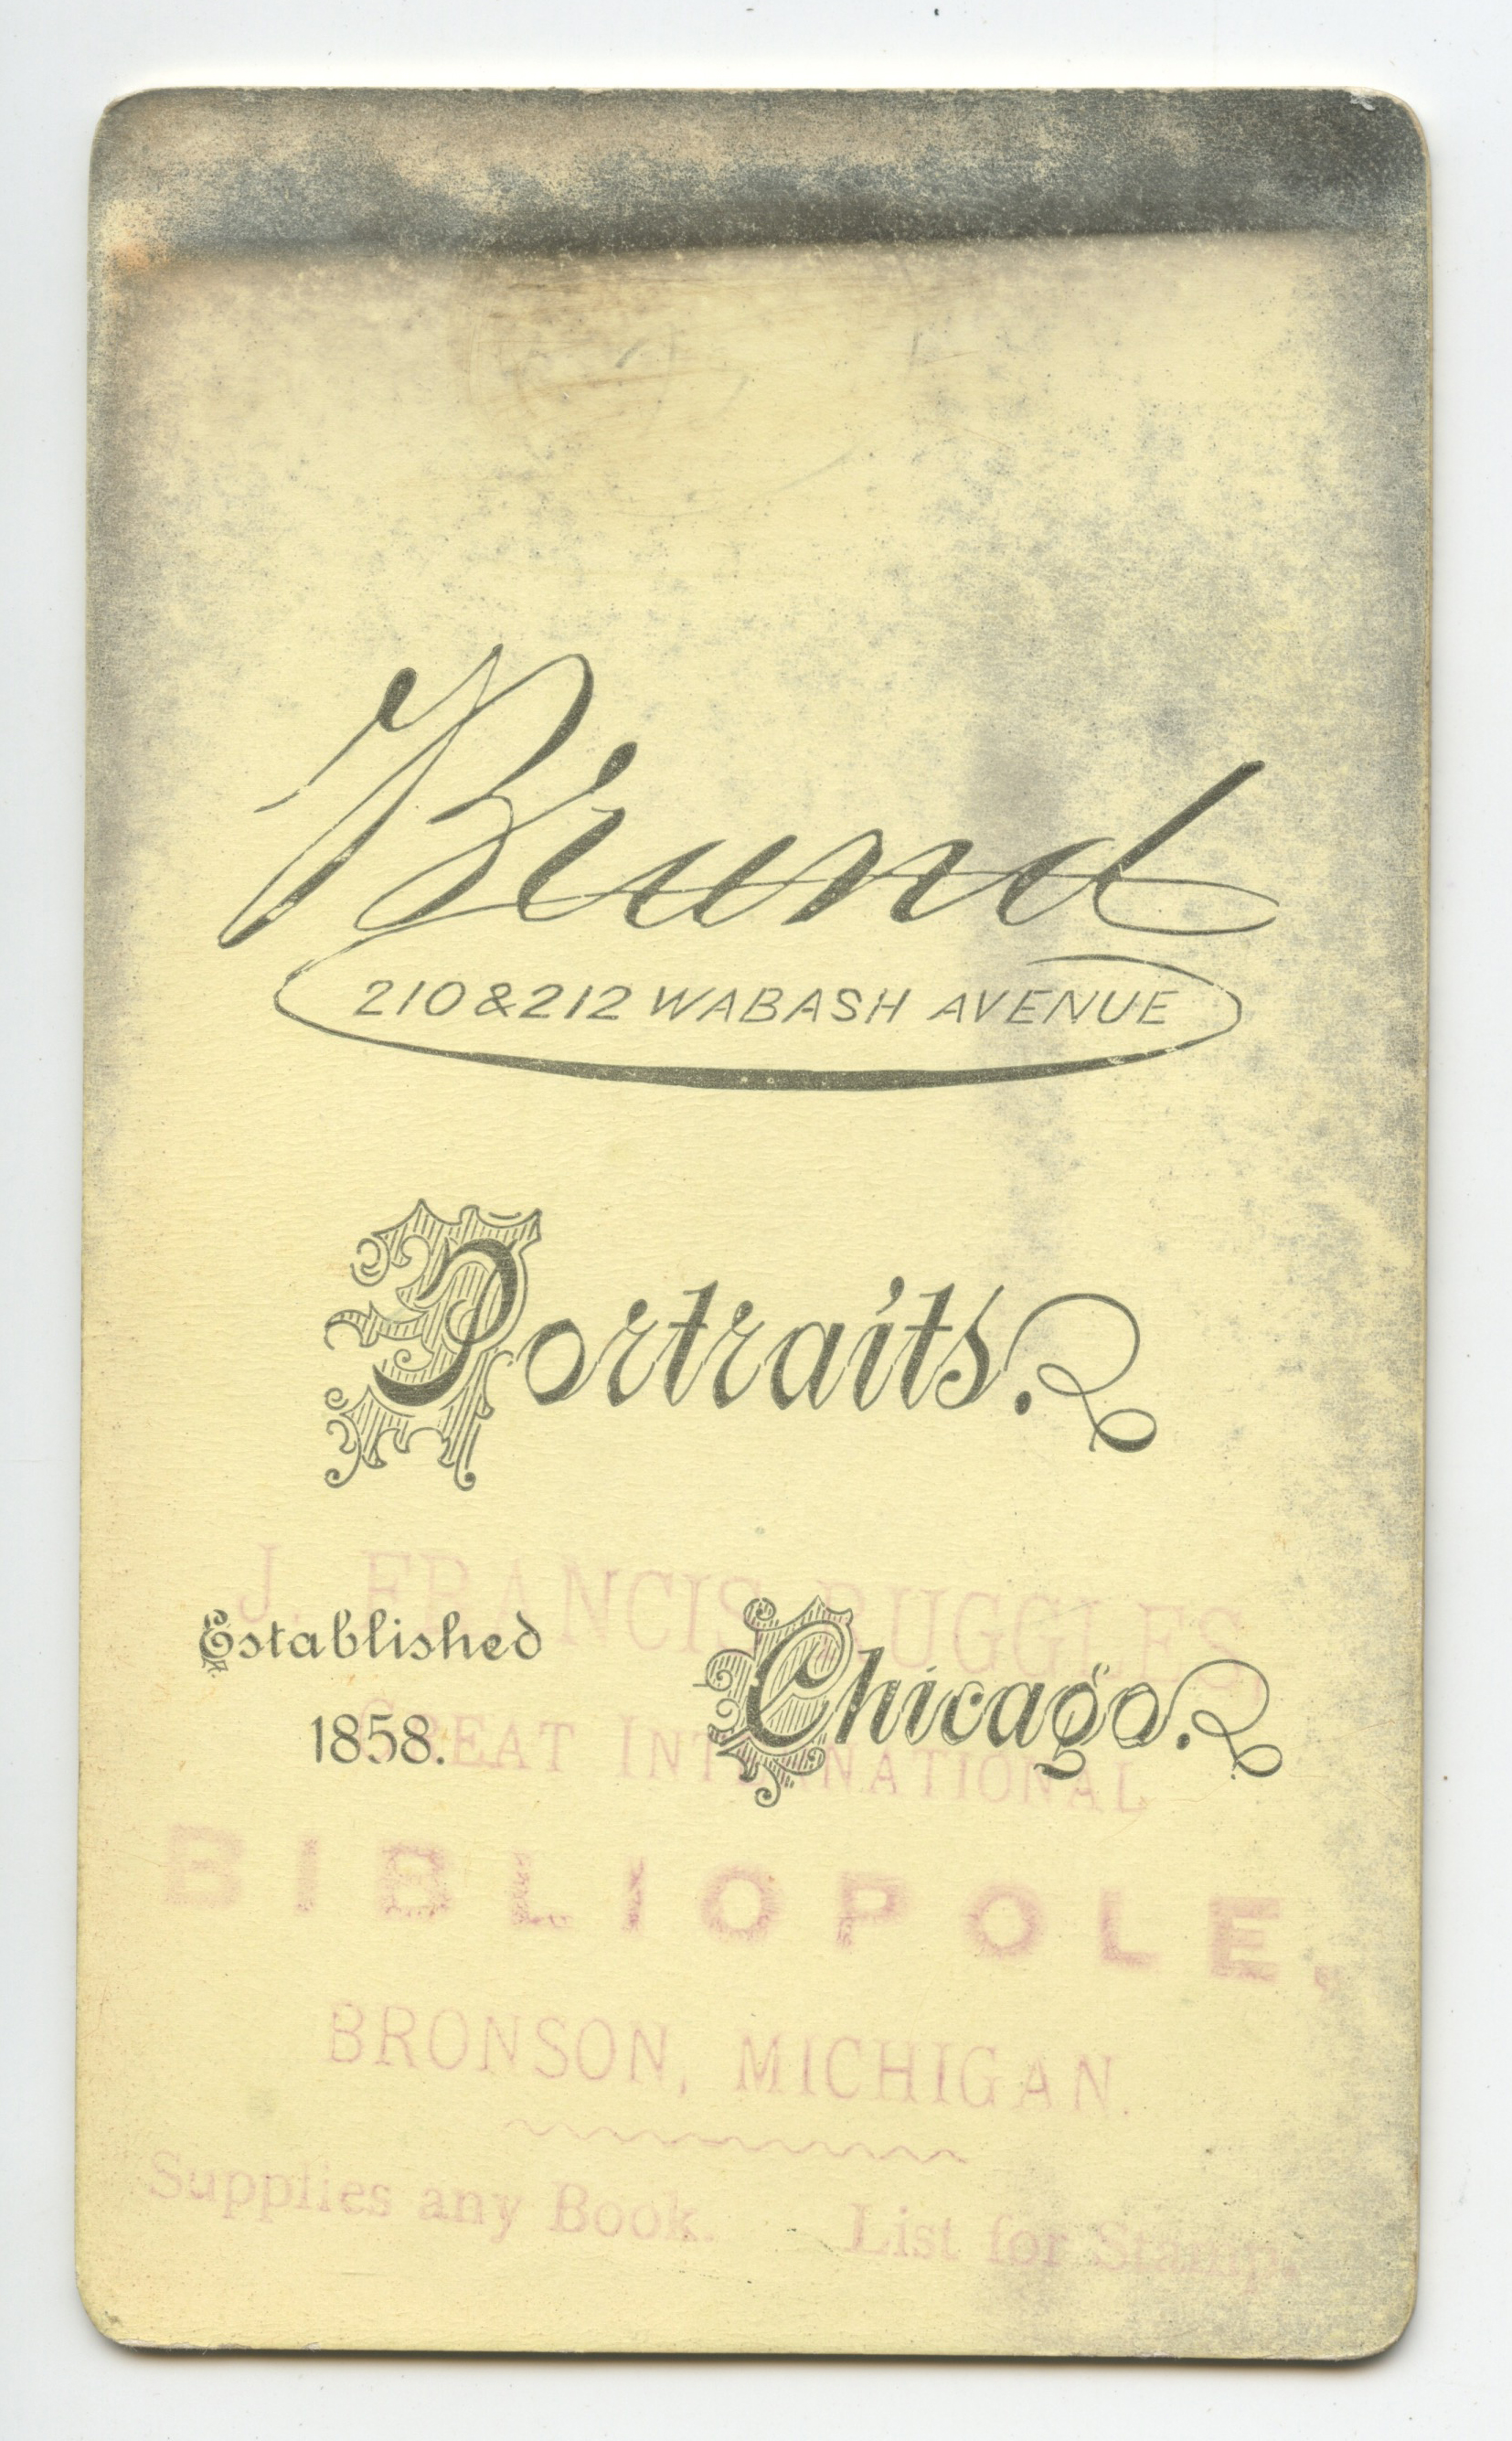 Brand
210 & 212 WABASH AVENUE
Portraits.
J. FRANCIS RUGGLES,
Established
Chicago.
1858.
GREAT INTERNATIONAL
BIBLIOPOLE,
BRONSON, MICHIGAN.
Supplies any Book. List for Stamp.